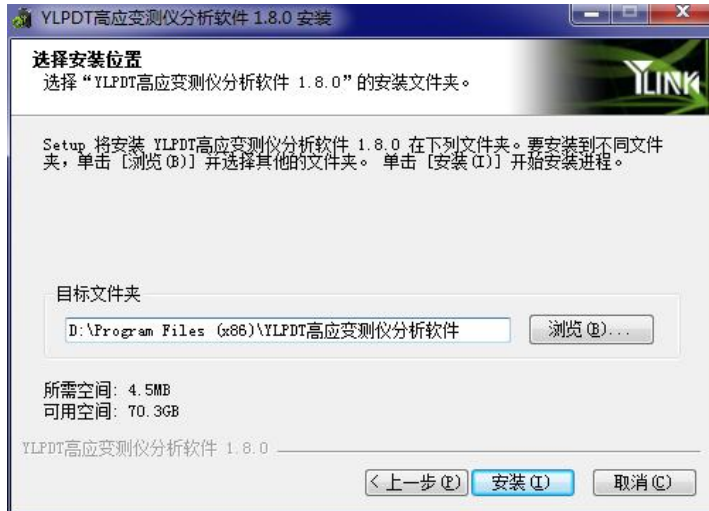 YLPDT高应变测仪分析软件 1.8.0 安装
选择安装位置
选择“YLPDT高应变测仪分析软件 1.8.0”的安装文件夹。
YLINK
Setup 将安装 YLPDT高应变测仪分析软件 1.8.0 在下列文件夹。要安装到不同文件
夹，单击 [浏览(B)] 并选择其他的文件夹。 单击 [安装(I)] 开始安装进程。
目标文件夹
D:\Program Files (x86)\YLPDT高应变测仪分析软件
浏览(B)...
所需空间: 4.5MB
可用空间: 70.3GB
YLPDT高应变测仪分析软件 1.8.0
< 上一步(P) 安装(I) 取消(C)